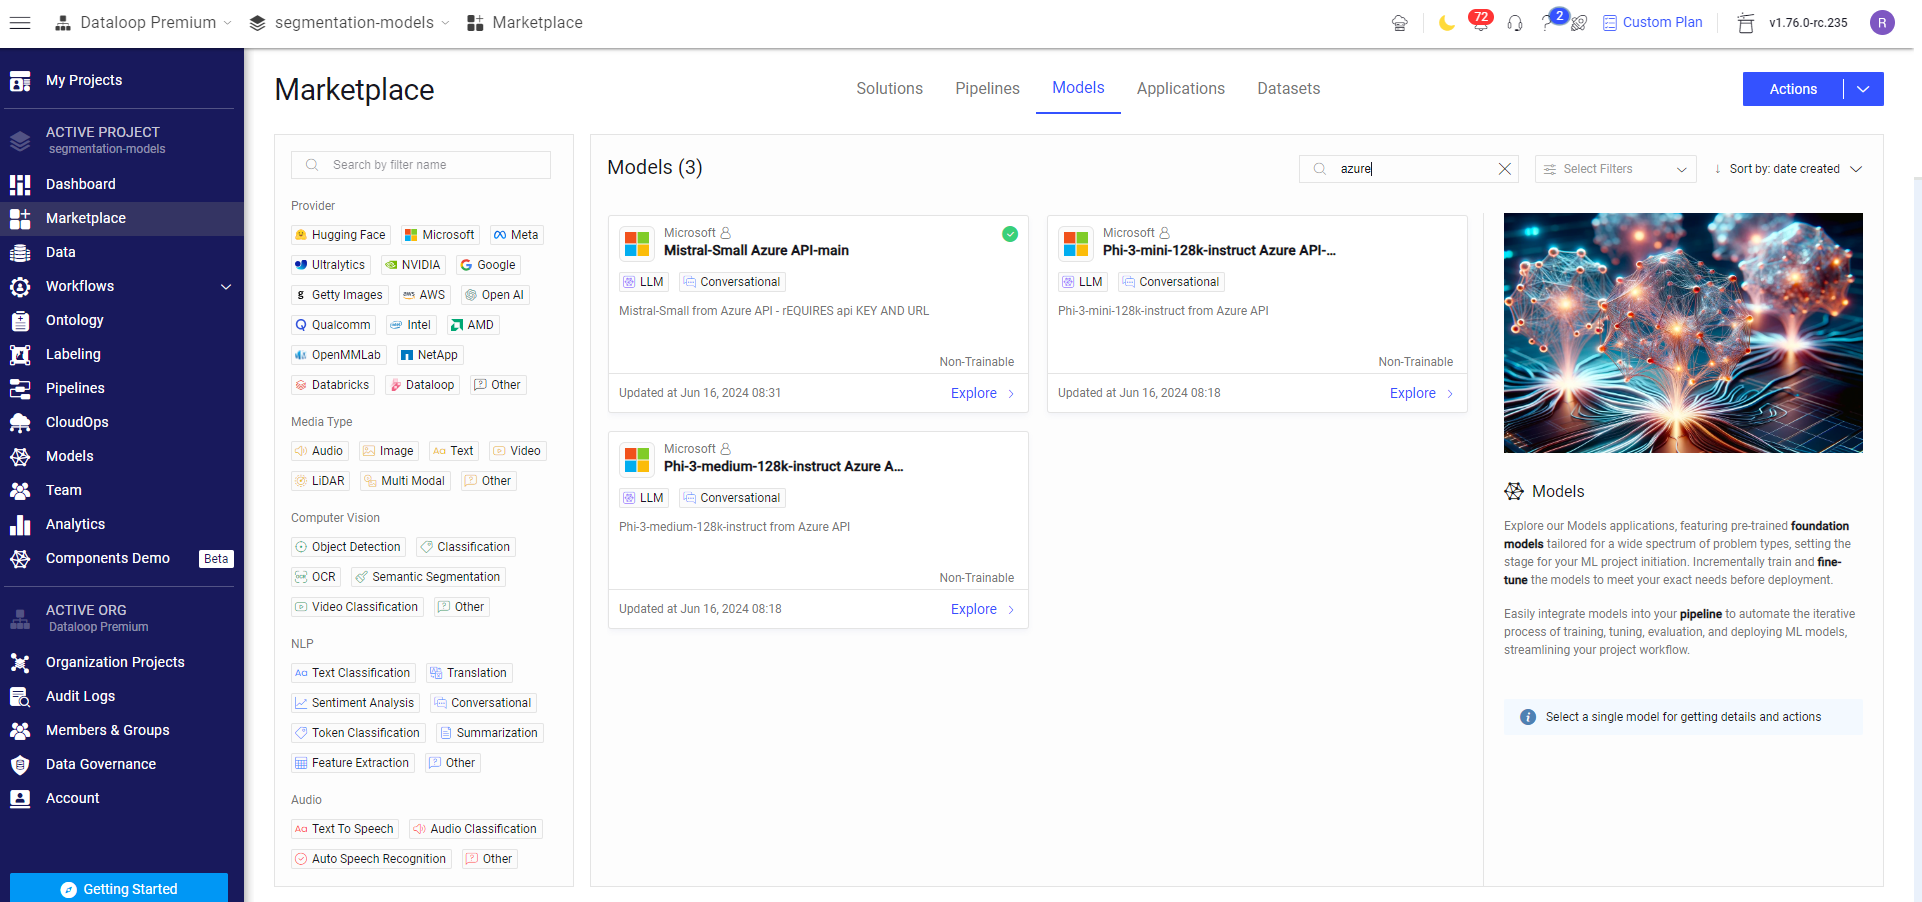 Dataloop Premium
segmentation-models
Marketplace
72
2
Custom Plan
v1.76.0-rc.235
R
My Projects
ACTIVE PROJECT
segmentation-models
Dashboard
Marketplace
Data
Workflows
Ontology
Labeling
Pipelines
CloudOps
Models
Team
Analytics
Components Demo Beta
ACTIVE ORG
Dataloop Premium
Organization Projects
Audit Logs
Members & Groups
Data Governance
Account
Getting Started
Marketplace
Solutions Pipelines Models Applications Datasets
Actions
Search by filter name
Provider
Hugging Face Microsoft Meta
Ultralytics NVIDIA Google
Getty Images AWS Open AI
Qualcomm Intel AMD
OpenMMLab NetApp
Databricks Dataloop Other
Media Type
Audio Image Text Video
LiDAR Multi Modal Other
Computer Vision
Object Detection Classification
OCR Semantic Segmentation
Video Classification Other
NLP
Text Classification Translation
Sentiment Analysis Conversational
Token Classification Summarization
Feature Extraction Other
Audio
Text To Speech Audio Classification
Auto Speech Recognition Other
Models (3)
azure
Select Filters
Sort by: date created
Microsoft
Mistral-Small Azure API-main
LLM Conversational
Mistral-Small from Azure API - rEQUIRES api KEY AND URL
Non-Trainable
Updated at Jun 16, 2024 08:31 Explore
Microsoft
Phi-3-mini-128k-instruct Azure API-...
LLM Conversational
Phi-3-mini-128k-instruct from Azure API
Non-Trainable
Updated at Jun 16, 2024 08:18 Explore
Microsoft
Phi-3-medium-128k-instruct Azure A...
LLM Conversational
Phi-3-medium-128k-instruct from Azure API
Non-Trainable
Updated at Jun 16, 2024 08:18 Explore
Models
Explore our Models applications, featuring pre-trained foundation
models tailored for a wide spectrum of problem types, setting the
stage for your ML project initiation. Incrementally train and fine-
tune the models to meet your exact needs before deployment.
Easily integrate models into your pipeline to automate the iterative
process of training, tuning, evaluation, and deploying ML models,
streamlining your project workflow.
Select a single model for getting details and actions